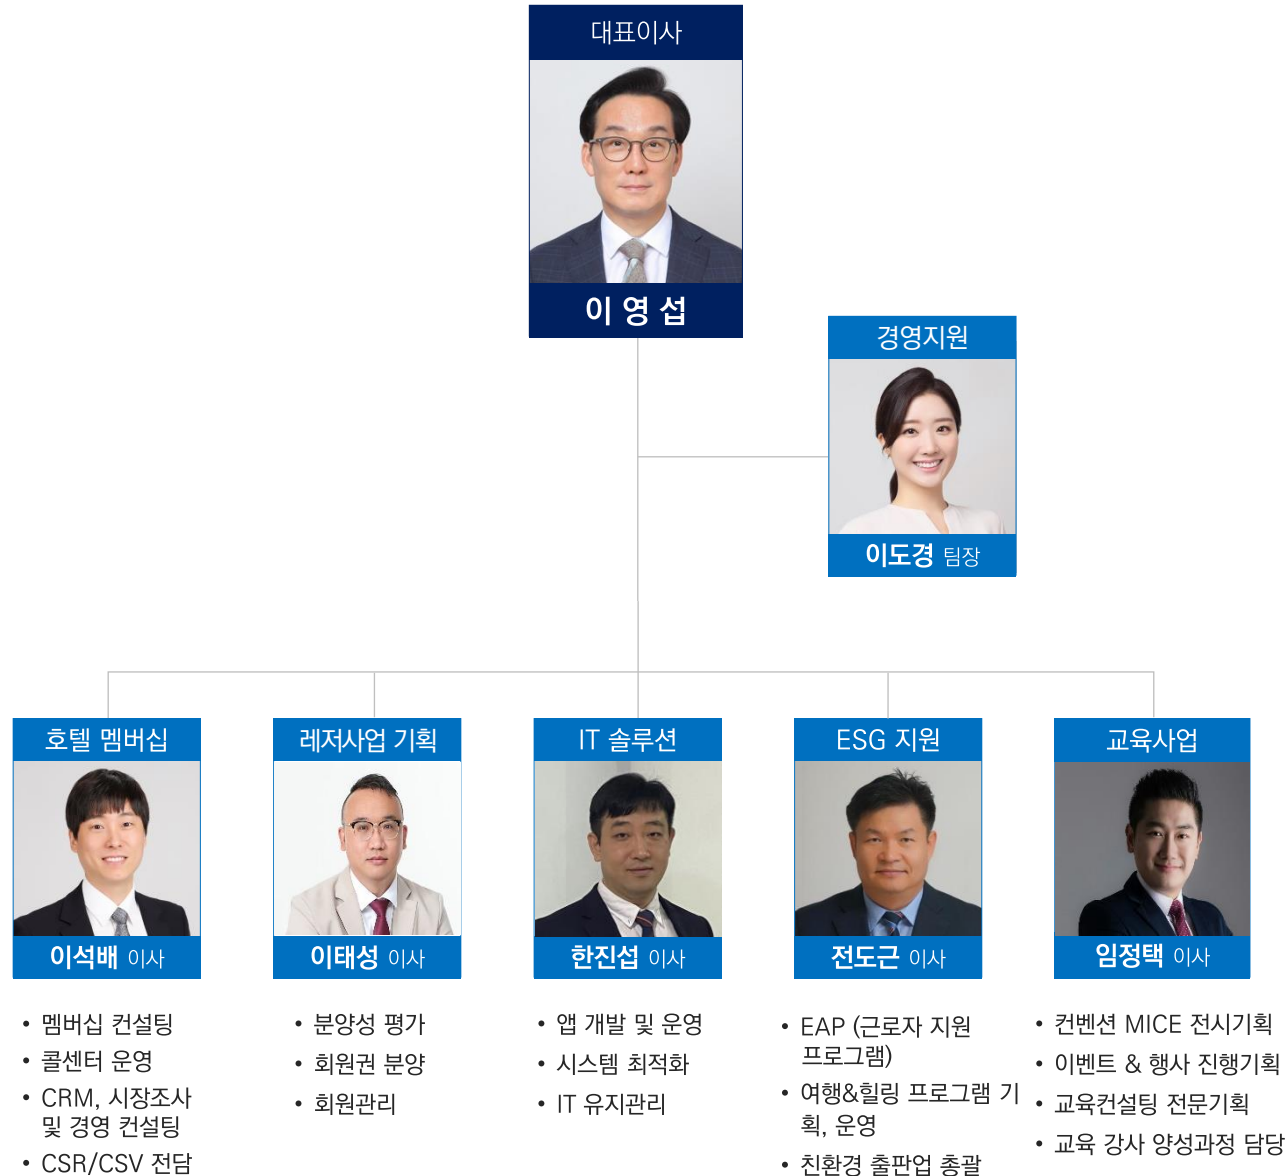 대표이사
이영섭
경영지원
이도경 팀장
호텔 멤버십
이석배 이사
• 멤버십 컨설팅
• 콜센터 운영
• CRM, 시장조사
및 경영 컨설팅
• CSR/CSV 전담
레저사업 기획
이태성 이사
• 분양성 평가
• 회원권 분양
• 회원관리
IT 솔루션
한진섭 이사
• 앱 개발 및 운영
• 시스템 최적화
• IT 유지관리
ESG 지원
전도근 이사
• EAP (근로자 지원
프로그램)
• 여행&힐링 프로그램 기
획, 운영
• 친환경 출판업 총괄
교육사업
임정택 이사
• 컨벤션 MICE 전시기획
• 이벤트 & 행사 진행기획
• 교육컨설팅 전문기획
• 교육 강사 양성과정 담당